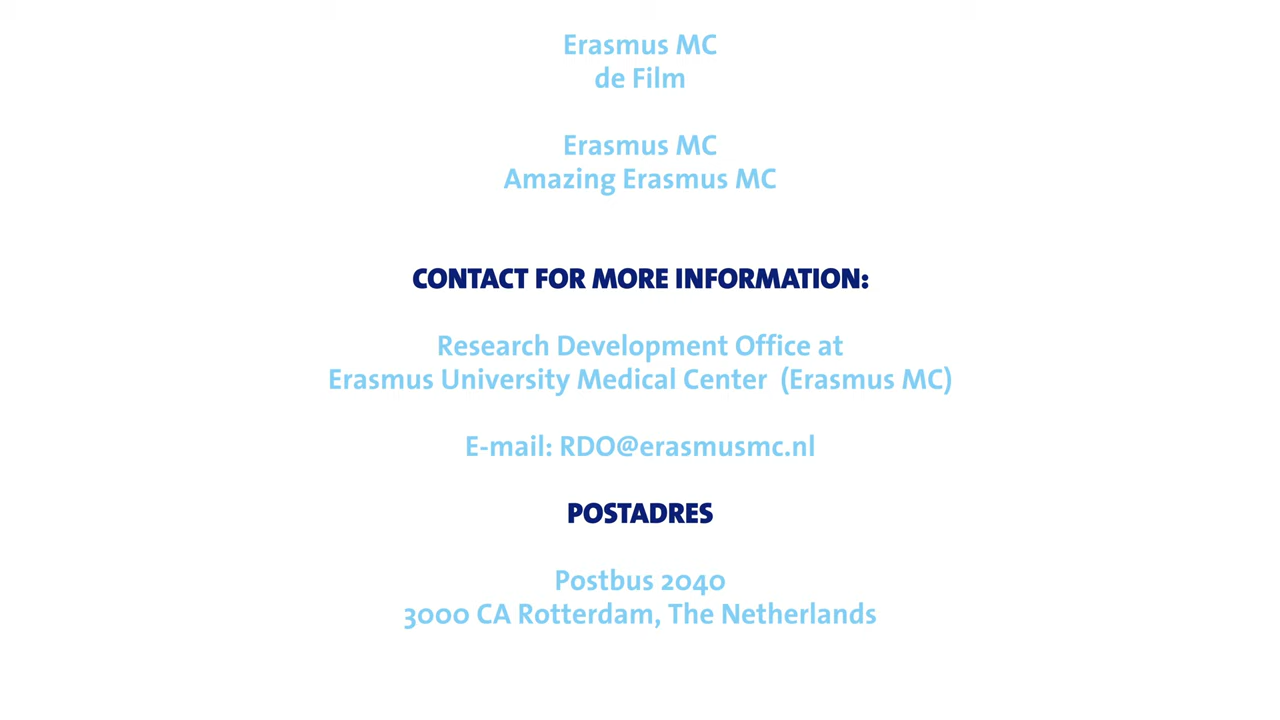 Erasmus MC
de Film
Erasmus MC
Amazing Erasmus MC
CONTACT FOR MORE INFORMATION:
Research Development Office at
Erasmus University Medical Center  (Erasmus MC)
E-mail: RDO@erasmusmc.nl
POSTADRES
Postbus 2040
3000 CA Rotterdam, The Netherlands